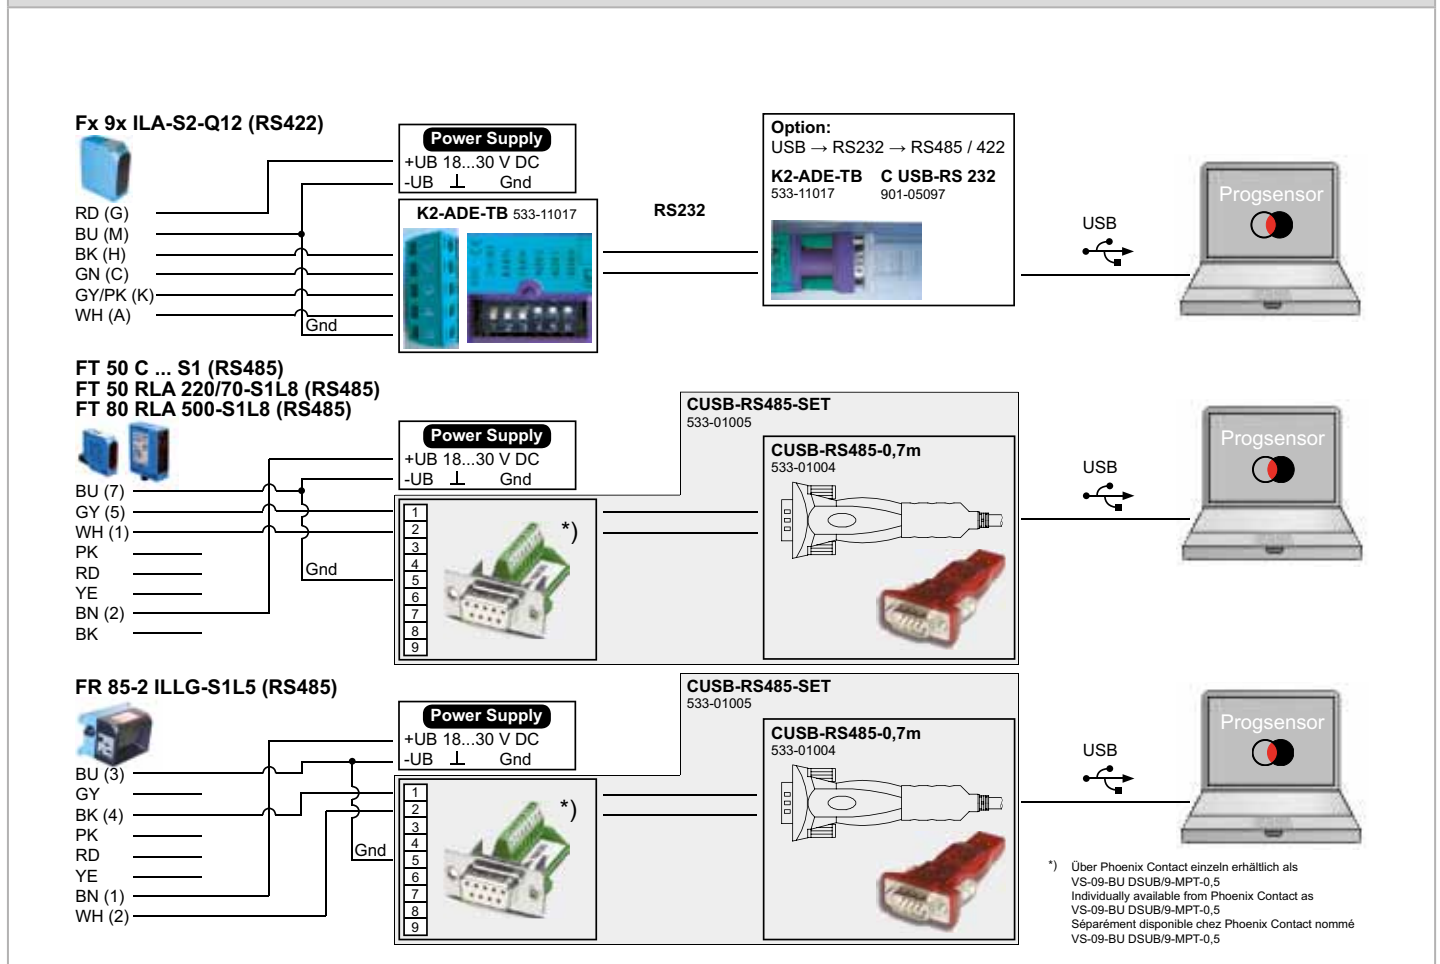 Fx 9x ILA-S2-Q12 (RS422)
RD (G)
BU (M)
BK (H)
GN (C)
GY/PK (K)
WH (A)
Gnd
Power Supply
+UB 18...30 V DC
-UB ⊥ Gnd
K2-ADE-TB 533-11017
RS232
Option:
USB → RS232 → RS485 / 422
K2-ADE-TB C USB-RS 232
533-11017 901-05097
USB
Progsensor
FT 50 C ... S1 (RS485)
FT 50 RLA 220/70-S1L8 (RS485)
FT 80 RLA 500-S1L8 (RS485)
BU (7)
GY (5)
WH (1)
PK
RD
YE
BN (2)
BK
Gnd
Power Supply
+UB 18...30 V DC
-UB ⊥ Gnd
1
2
3
4
5
6
7
8
9
*)
CUSB-RS485-SET
533-01005
CUSB-RS485-0,7m
533-01004
USB
Progsensor
FR 85-2 ILLG-S1L5 (RS485)
BU (3)
GY
BK (4)
PK
RD
YE
BN (1)
WH (2)
Gnd
Power Supply
+UB 18...30 V DC
-UB ⊥ Gnd
1
2
3
4
5
6
7
8
9
*)
CUSB-RS485-SET
533-01005
CUSB-RS485-0,7m
533-01004
USB
Progsensor
*) Über Phoenix Contact einzeln erhältlich als
VS-09-BU DSUB/9-MPT-0,5
Individually available from Phoenix Contact as
VS-09-BU DSUB/9-MPT-0,5
Séparément disponible chez Phoenix Contact nommé
VS-09-BU DSUB/9-MPT-0,5